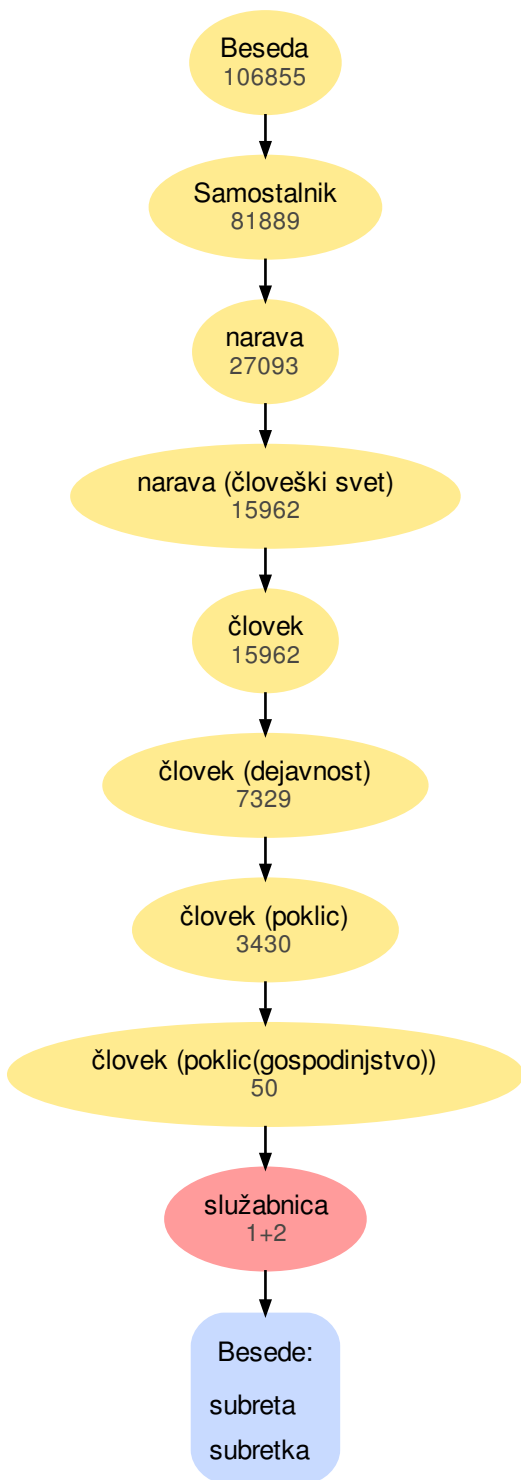 Beseda
106855
Samostalnik
81889
narava
27093
narava (človeški svet)
15962
človek
15962
človek (dejavnost)
7329
človek (poklic)
3430
človek (poklic(gospodinjstvo))
50
služabnica
1+2
Besede:
subreta
subretka